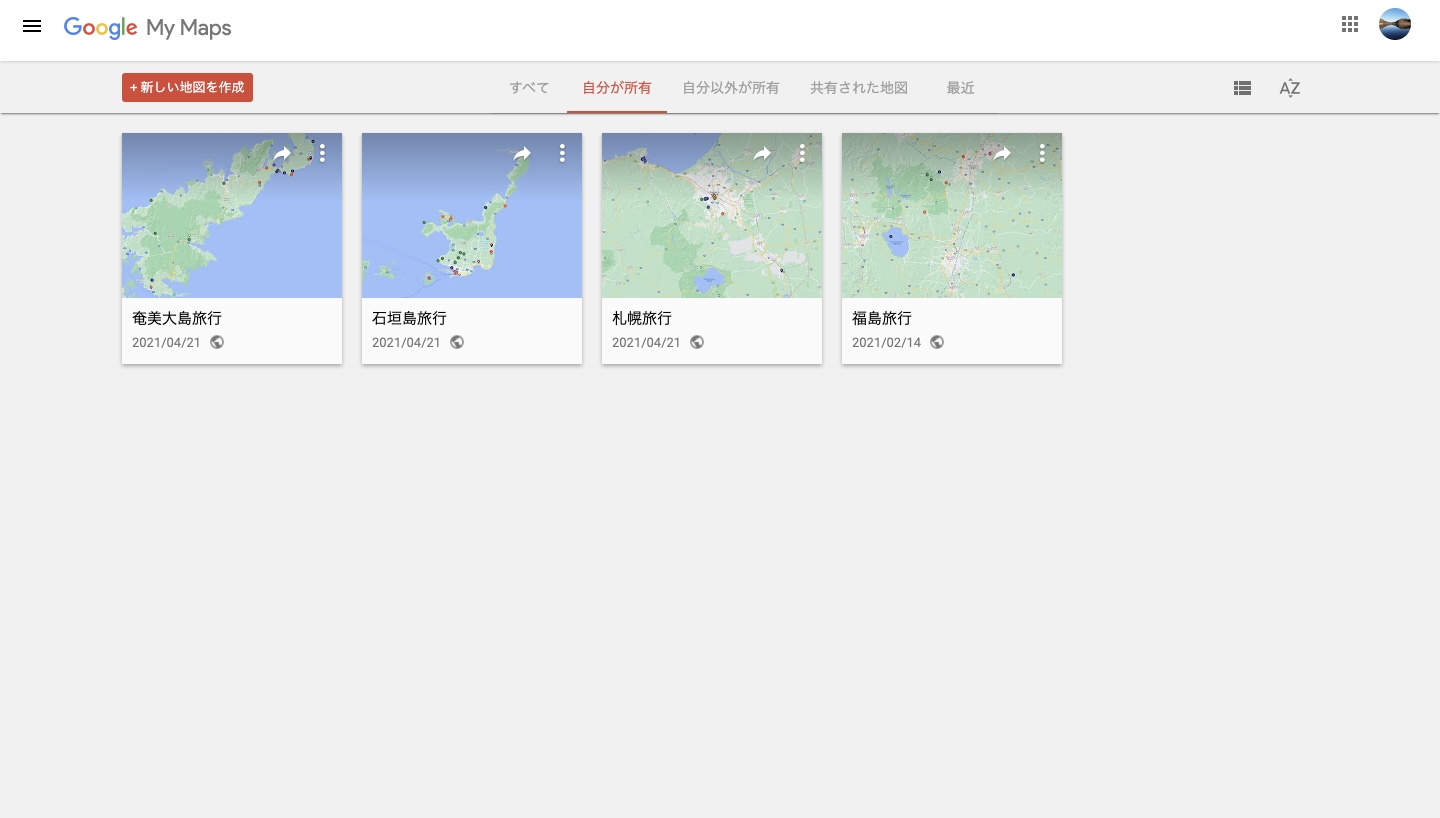 Google My Maps
+ 新しい地図を作成
すべて
自分が所有
自分以外が所有
共有された地図
最近
AZ
奄美大島旅行
2021/04/21
石垣島旅行
2021/04/21
札幌旅行
2021/04/21
福島旅行
2021/02/14